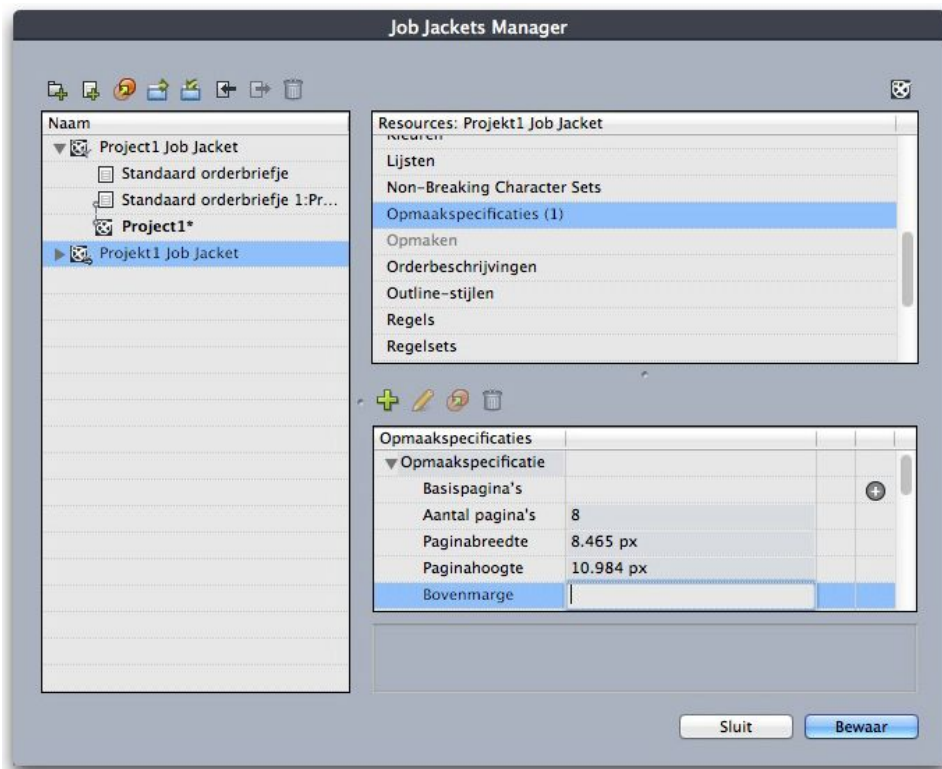 Job Jackets Manager
Naam
Project1 Job Jacket
Standaard orderbriefje
Standaard orderbriefje 1:Pr...
Project1*
Projekt1 Job Jacket
Resources: Projekt1 Job Jacket
Kleuren
Lijsten
Non-Breaking Character Sets
Opmaakspecificaties (1)
Opmaken
Orderbeschrijvingen
Outline-stijlen
Regels
Regelsets
Opmaakspecificaties
Opmaakspecificatie
Basispagina's
Aantal pagina's 8
Paginabreedte 8.465 px
Paginahoogte 10.984 px
Bovenmarge
Sluit Bewaar